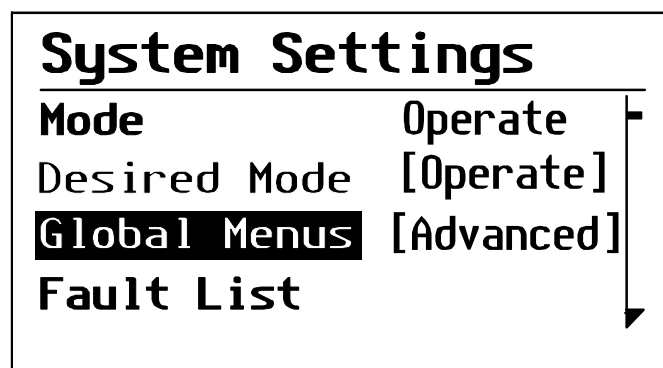 System Settings
Mode Operate
Desired Mode [Operate]
Global Menus [Advanced]
Fault List